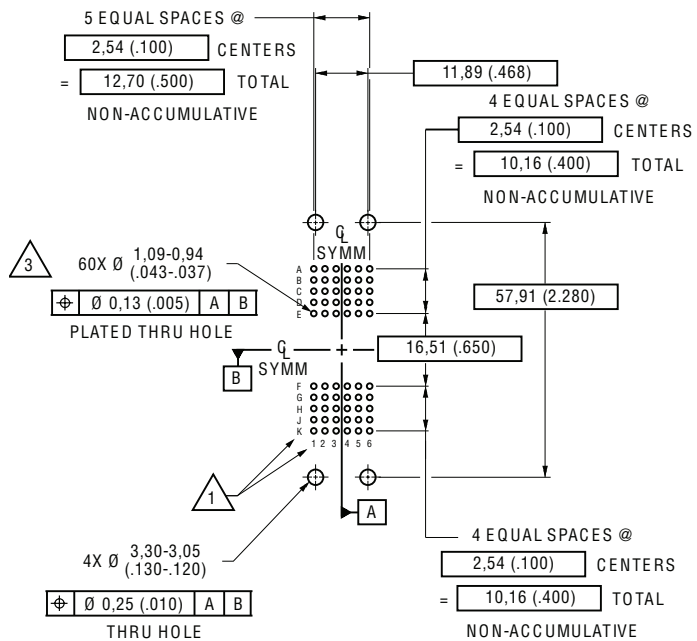 5 EQUAL SPACES @
2,54 (.100) CENTERS
= 12,70 (.500) TOTAL
NON-ACCUMULATIVE
11,89 (.468)
4 EQUAL SPACES @
2,54 (.100) CENTERS
= 10,16 (.400) TOTAL
NON-ACCUMULATIVE
℄
SYMM
3
60X Ø 1,09-0,94
(.043-.037)
⌖ Ø 0,13 (.005) A B
PLATED THRU HOLE
A
B
C
D
E
57,91 (2.280)
16,51 (.650)
℄
SYMM
B
F
G
H
J
K
1 2 3 4 5 6
1
A
4X Ø 3,30-3,05
(.130-.120)
⌖ Ø 0,25 (.010) A B
THRU HOLE
4 EQUAL SPACES @
2,54 (.100) CENTERS
= 10,16 (.400) TOTAL
NON-ACCUMULATIVE